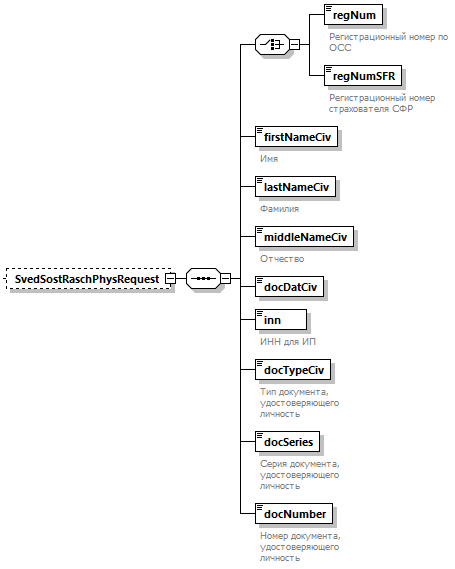 regNum
Регистрационный номер по
ОСС
regNumSFR
Регистрационный номер
страхователя СФР
firstNameCiv
Имя
lastNameCiv
Фамилия
middleNameCiv
Отчество
SvedSostRaschPhysRequest
docDatCiv
inn
ИНН для ИП
docTypeCiv
Тип документа,
удостоверяющего
личность
docSeries
Серия документа,
удостоверяющего
личность
docNumber
Номер документа,
удостоверяющего
личность